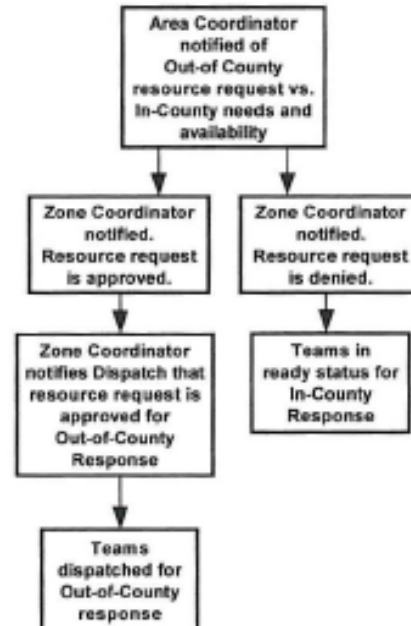 Area Coordinator
notified of
Out-of County
resource request vs.
In-County needs and
availability
Zone Coordinator
notified.
Resource request
is approved.
Zone Coordinator
notified.
Resource request
is denied.
Zone Coordinator
notifies Dispatch that
resource request is
approved for
Out-of-County
Response
Teams in
ready status for
In-County
Response
Teams
dispatched for
Out-of-County
response